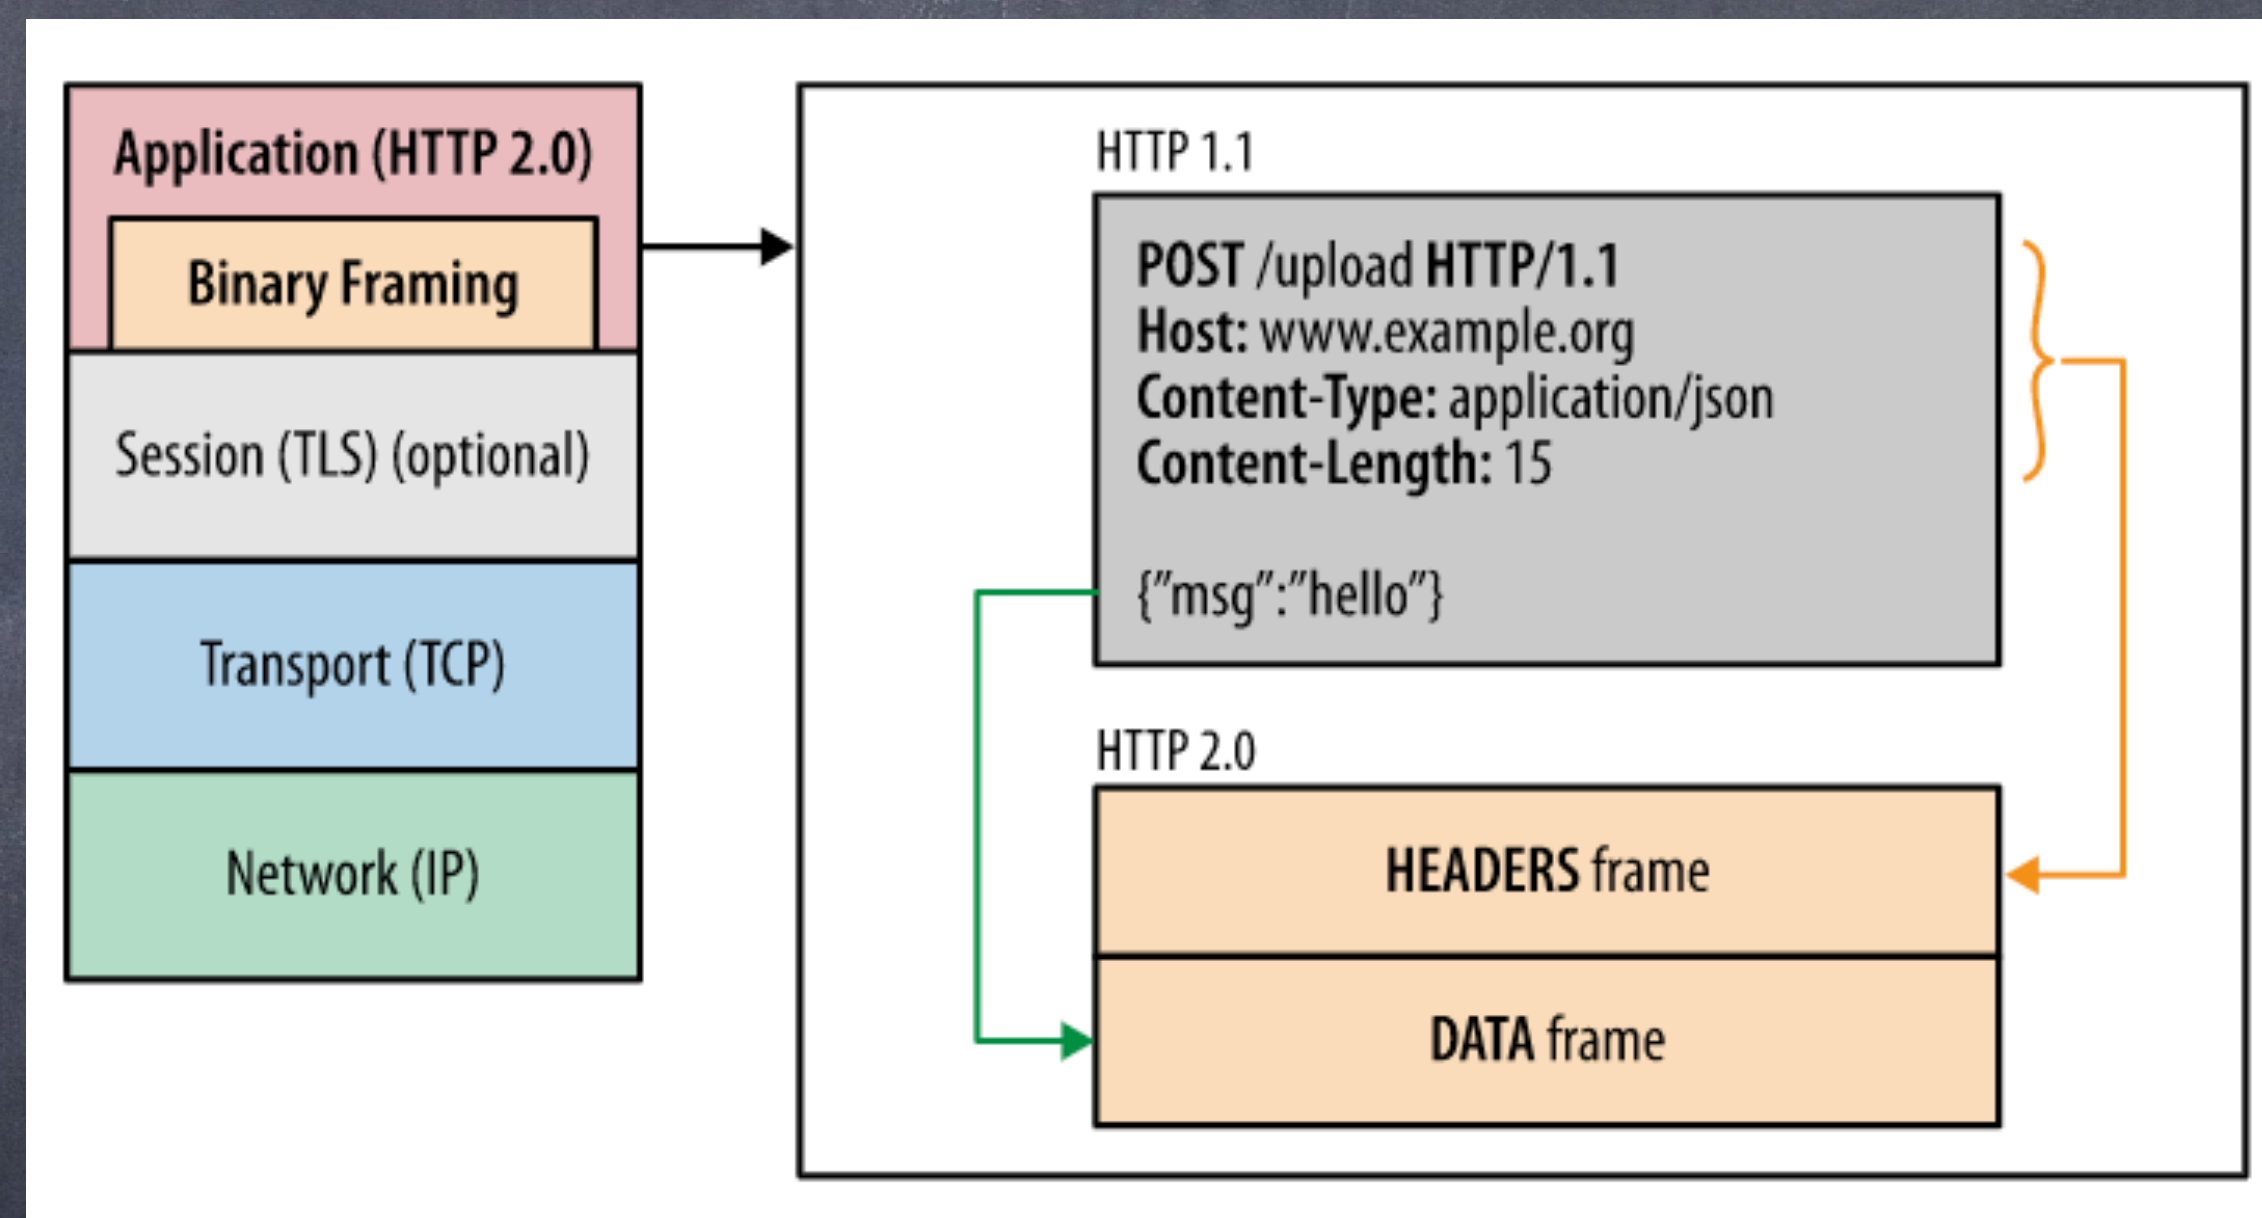 Application (HTTP 2.0)
Binary Framing
Session (TLS) (optional)
Transport (TCP)
Network (IP)
HTTP 1.1
POST /upload HTTP/1.1
Host: www.example.org
Content-Type: application/json
Content-Length: 15
{”msg”:”hello”}
HTTP 2.0
HEADERS frame
DATA frame